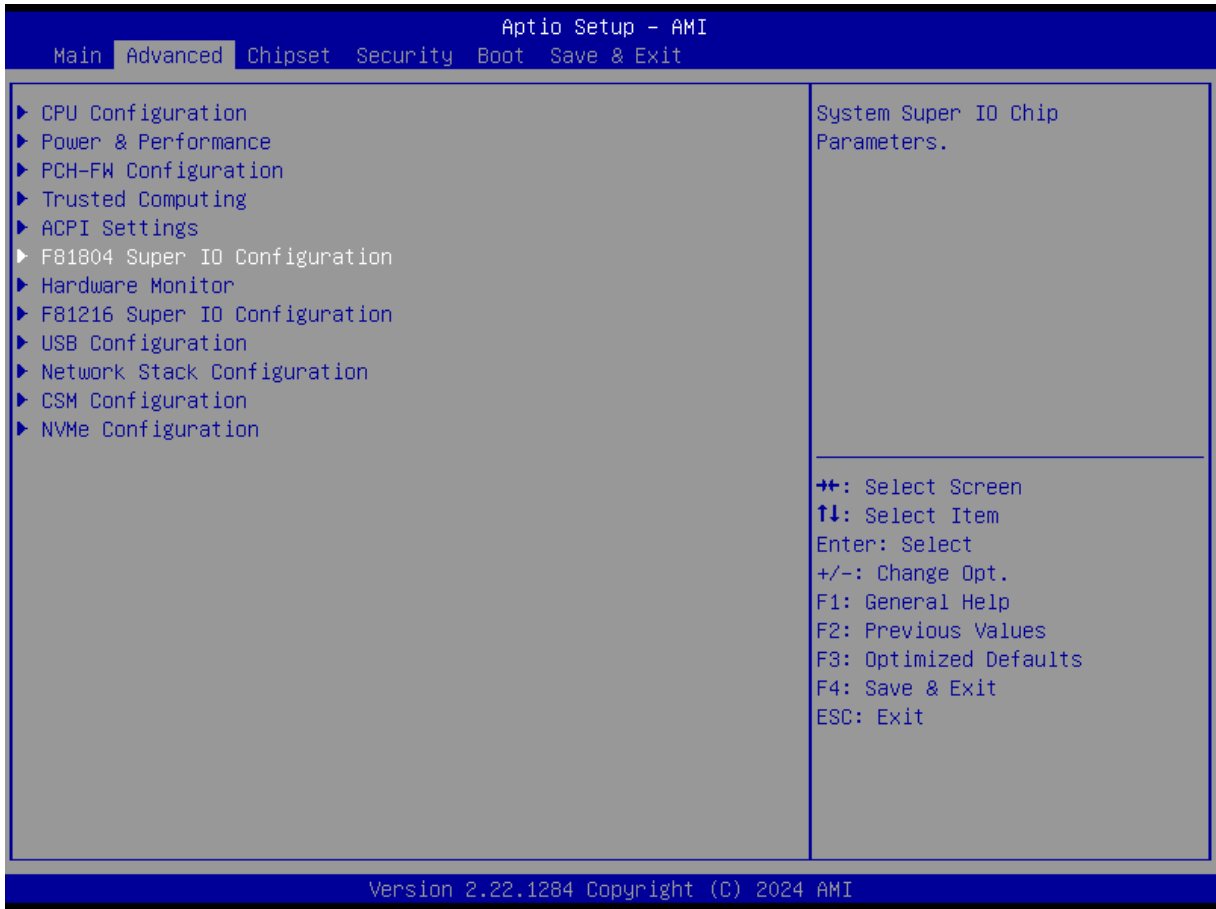 Aptio Setup – AMI
Main Advanced Chipset Security Boot Save & Exit
▶ CPU Configuration
▶ Power & Performance
▶ PCH-FW Configuration
▶ Trusted Computing
▶ ACPI Settings
▶ F81804 Super IO Configuration
▶ Hardware Monitor
▶ F81216 Super IO Configuration
▶ USB Configuration
▶ Network Stack Configuration
▶ CSM Configuration
▶ NVMe Configuration
System Super IO Chip
Parameters.
→←: Select Screen
↑↓: Select Item
Enter: Select
+/-: Change Opt.
F1: General Help
F2: Previous Values
F3: Optimized Defaults
F4: Save & Exit
ESC: Exit
Version 2.22.1284 Copyright (C) 2024 AMI